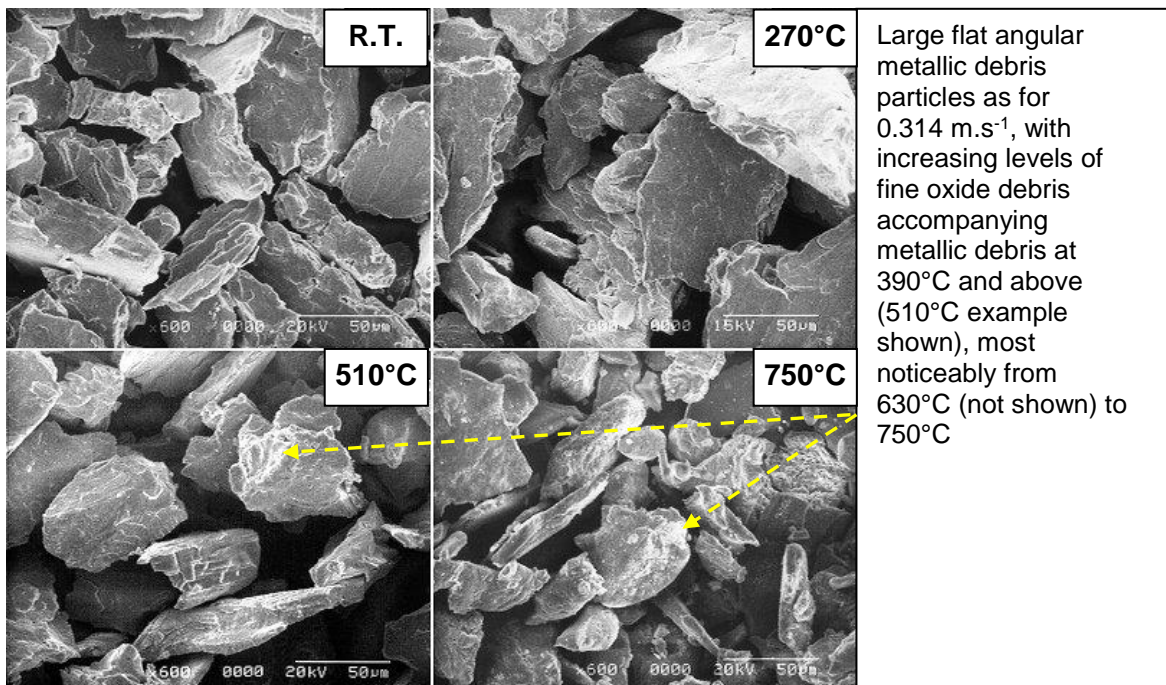 R.T.
×600 0000 20kV 50µm
270°C
×600 0000 15kV 50µm
510°C
×600 0000 20kV 50µm
750°C
×600 0000 20kV 50µm
Large flat angular
metallic debris
particles as for
0.314 m.s⁻¹, with
increasing levels of
fine oxide debris
accompanying
metallic debris at
390°C and above
(510°C example
shown), most
noticeably from
630°C (not shown) to
750°C